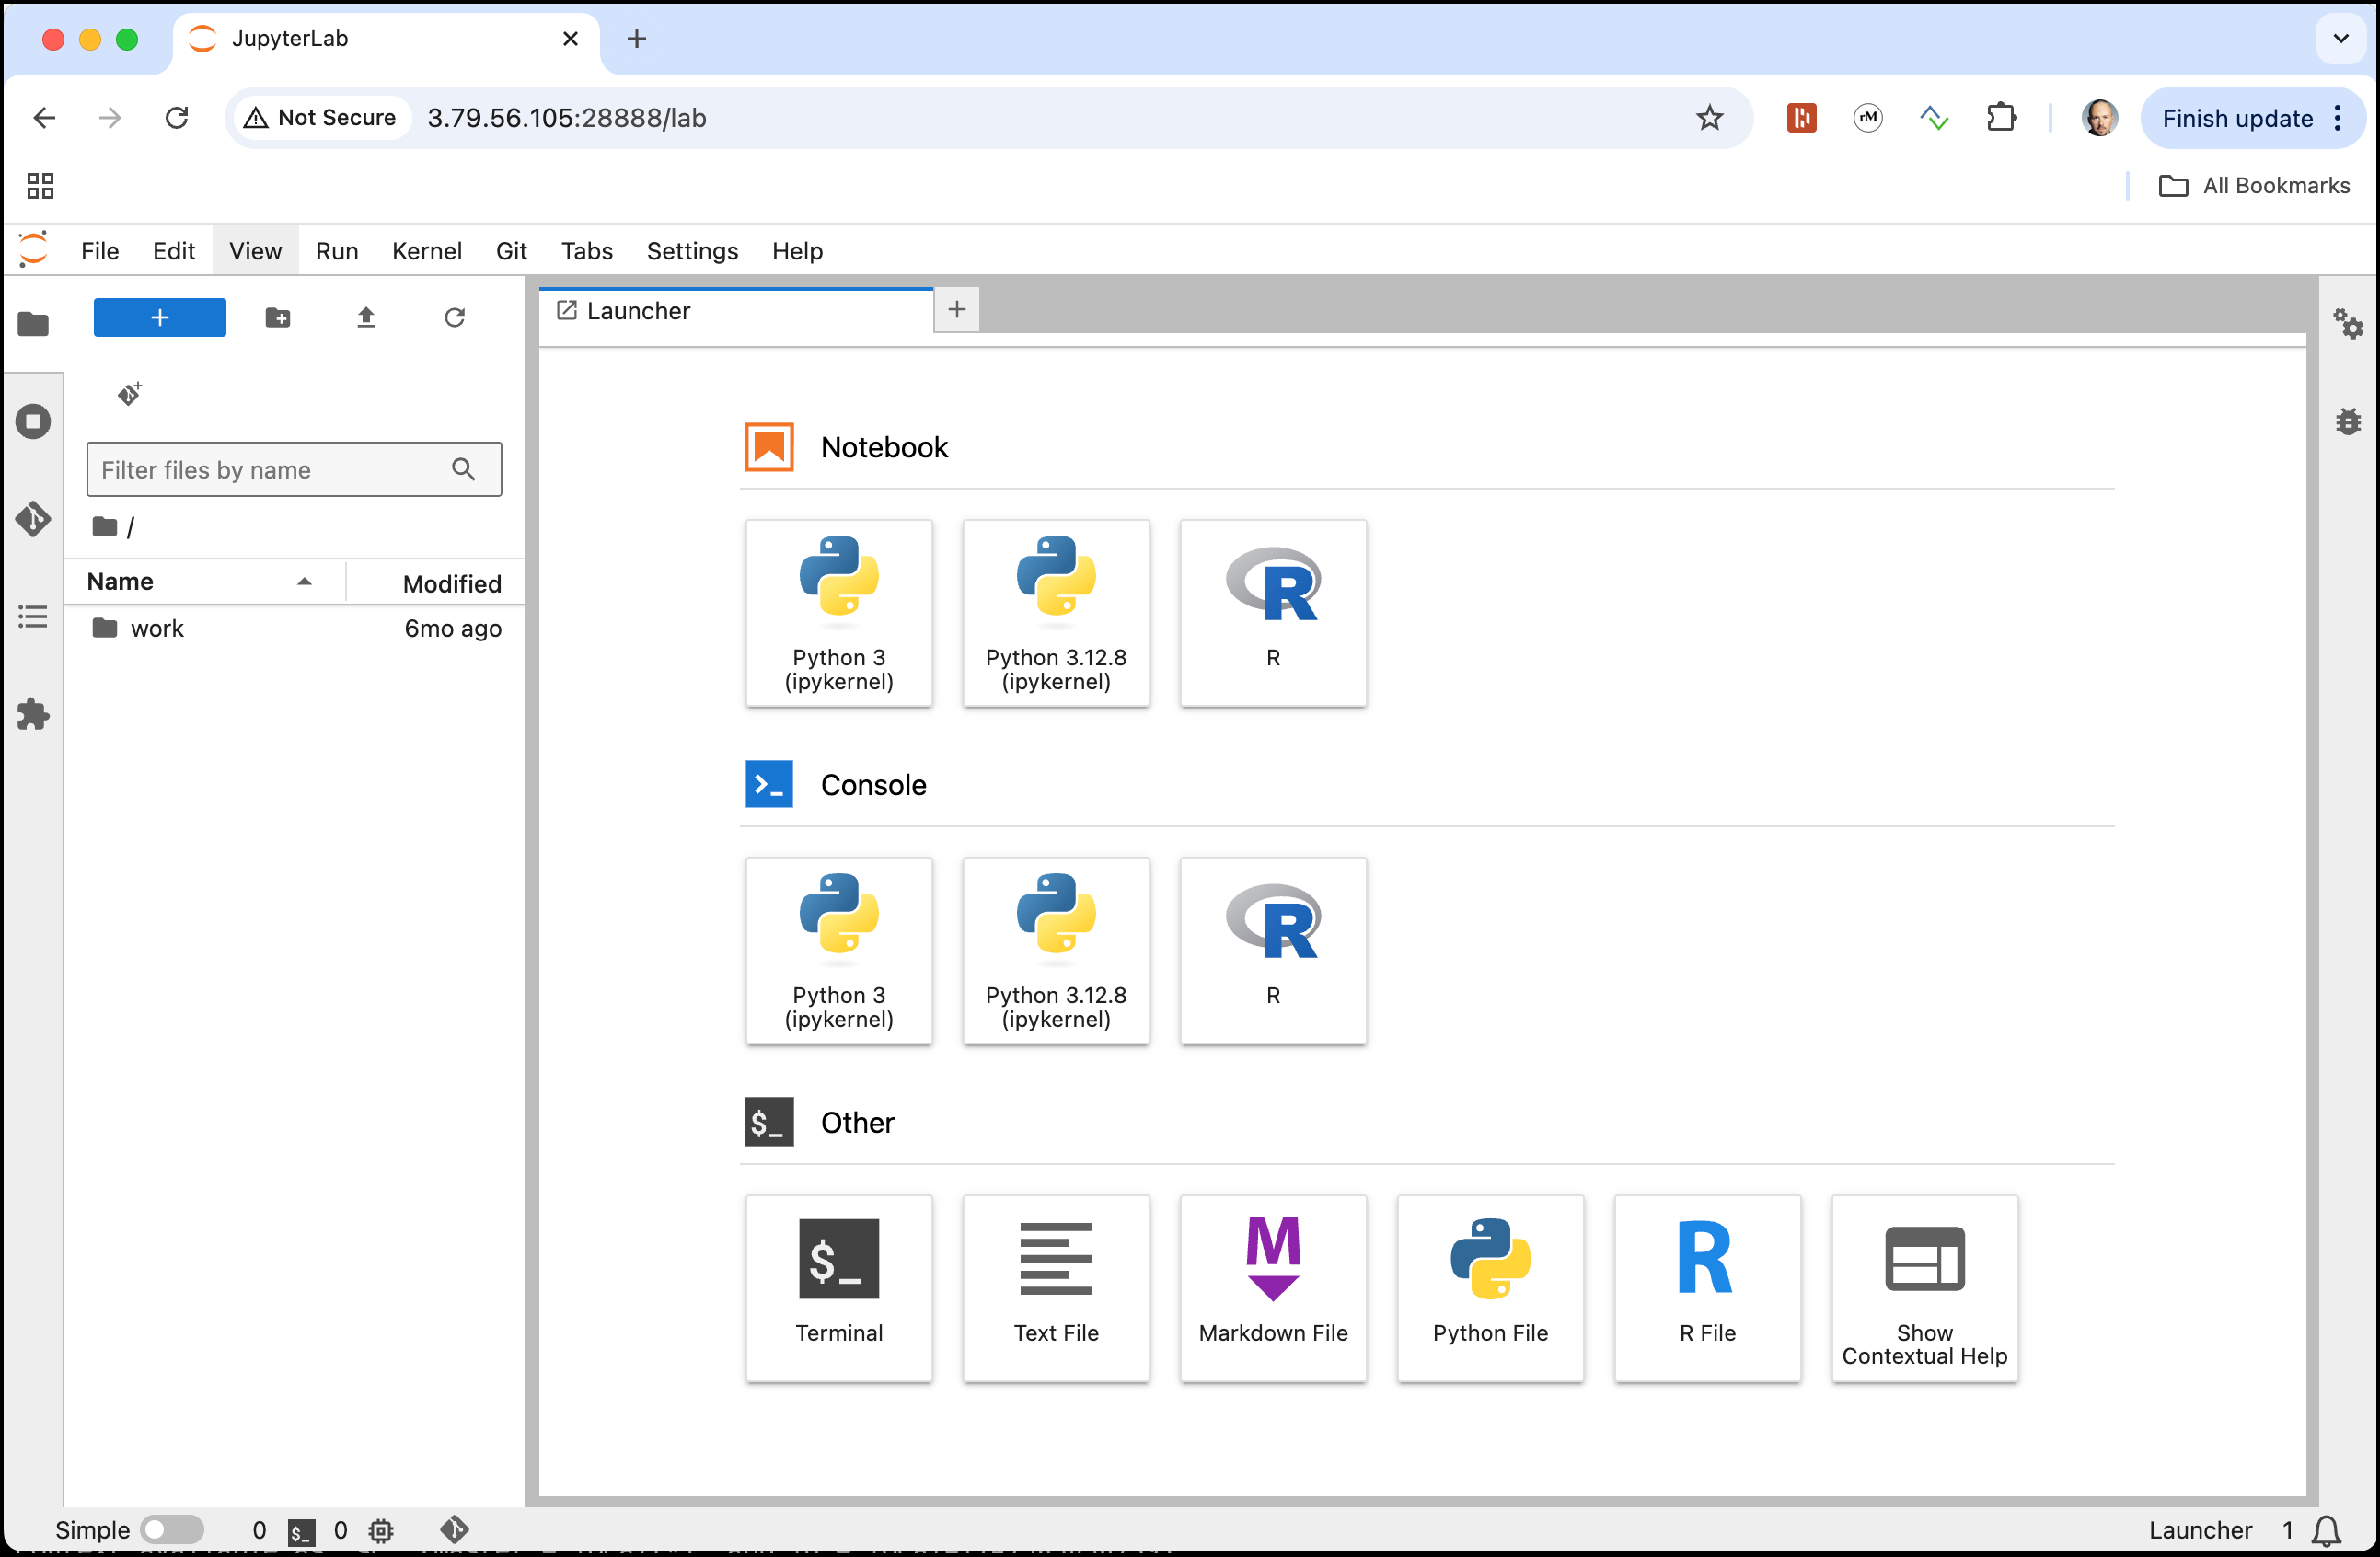 JupyterLab
Not Secure 3.79.56.105:28888/lab
rM
Finish update
All Bookmarks
File Edit View Run Kernel Git Tabs Settings Help
Launcher
Filter files by name
/
Name Modified
work 6mo ago
Notebook
Python 3
(ipykernel)
Python 3.12.8
(ipykernel)
R
Console
Python 3
(ipykernel)
Python 3.12.8
(ipykernel)
R
$_ Other
$_
Terminal
Text File
M
Markdown File
Python File
R
R File
Show
Contextual Help
Simple 0 $_ 0 Launcher 1